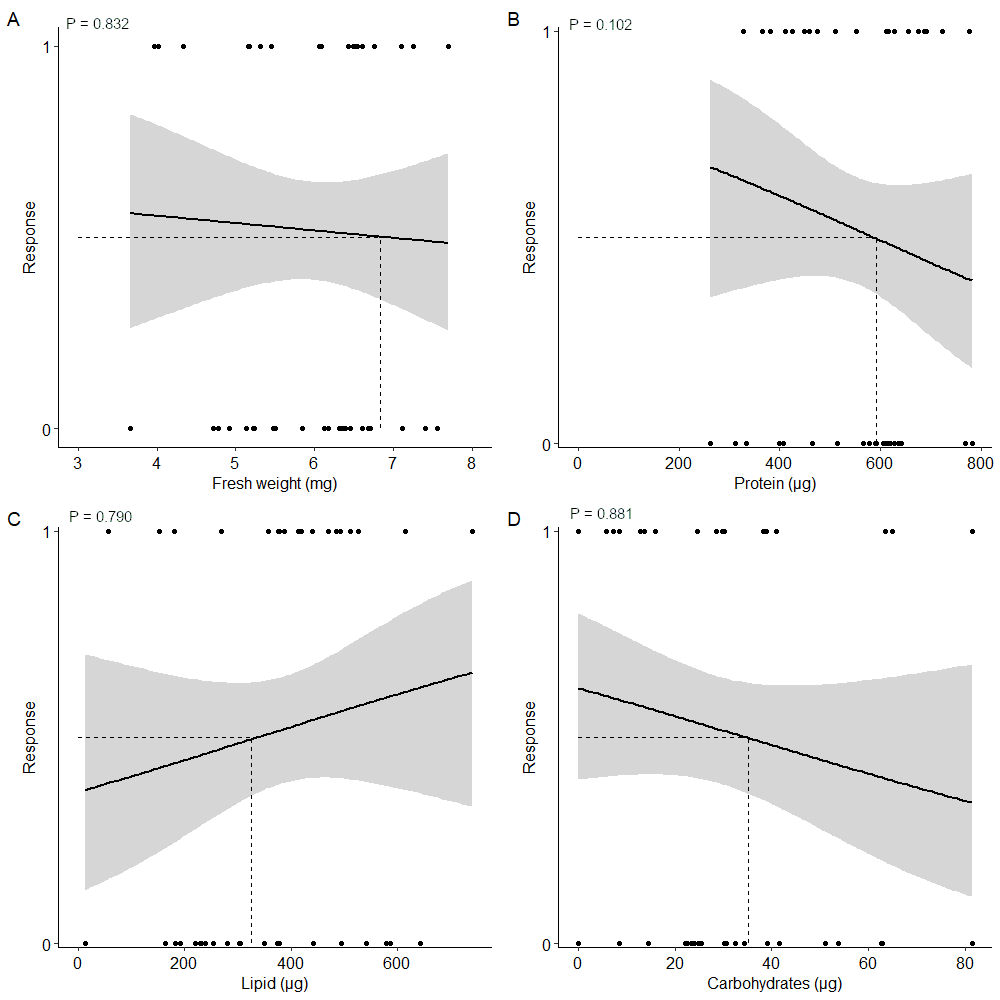 A
P = 0.832
1
Response
0
3 4 5 6 7 8
Fresh weight (mg)
B
P = 0.102
1
Response
0
0 200 400 600 800
Protein (µg)
C
P = 0.790
1
Response
0
0 200 400 600
Lipid (µg)
D
P = 0.881
1
Response
0
0 20 40 60 80
Carbohydrates (µg)